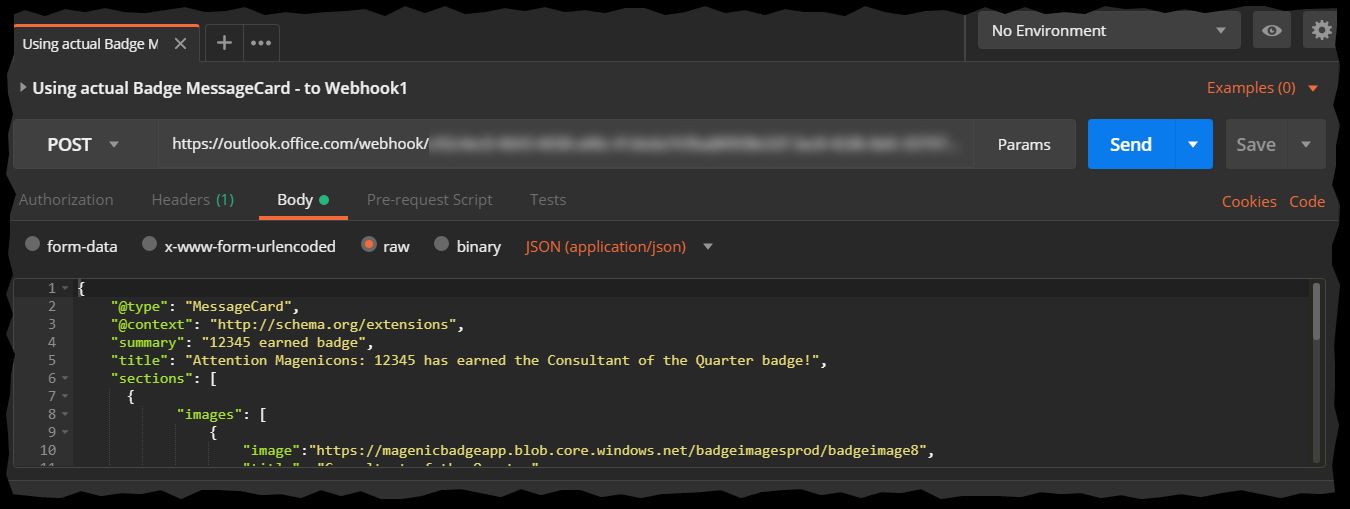 Using actual Badge M
No Environment
Using actual Badge MessageCard - to Webhook1
Examples (0)
POST https://outlook.office.com/webhook/ Params Send Save
Authorization Headers (1) Body Pre-request Script Tests Cookies Code
form-data x-www-form-urlencoded raw binary JSON (application/json)
1 {
2 "@type": "MessageCard",
3 "@context": "http://schema.org/extensions",
4 "summary": "12345 earned badge",
5 "title": "Attention Magenicons: 12345 has earned the Consultant of the Quarter badge!",
6 "sections": [
7 {
8 "images": [
9 {
10 "image":"https://magenicbadgeapp.blob.core.windows.net/badgeimagesprod/badgeimage8",